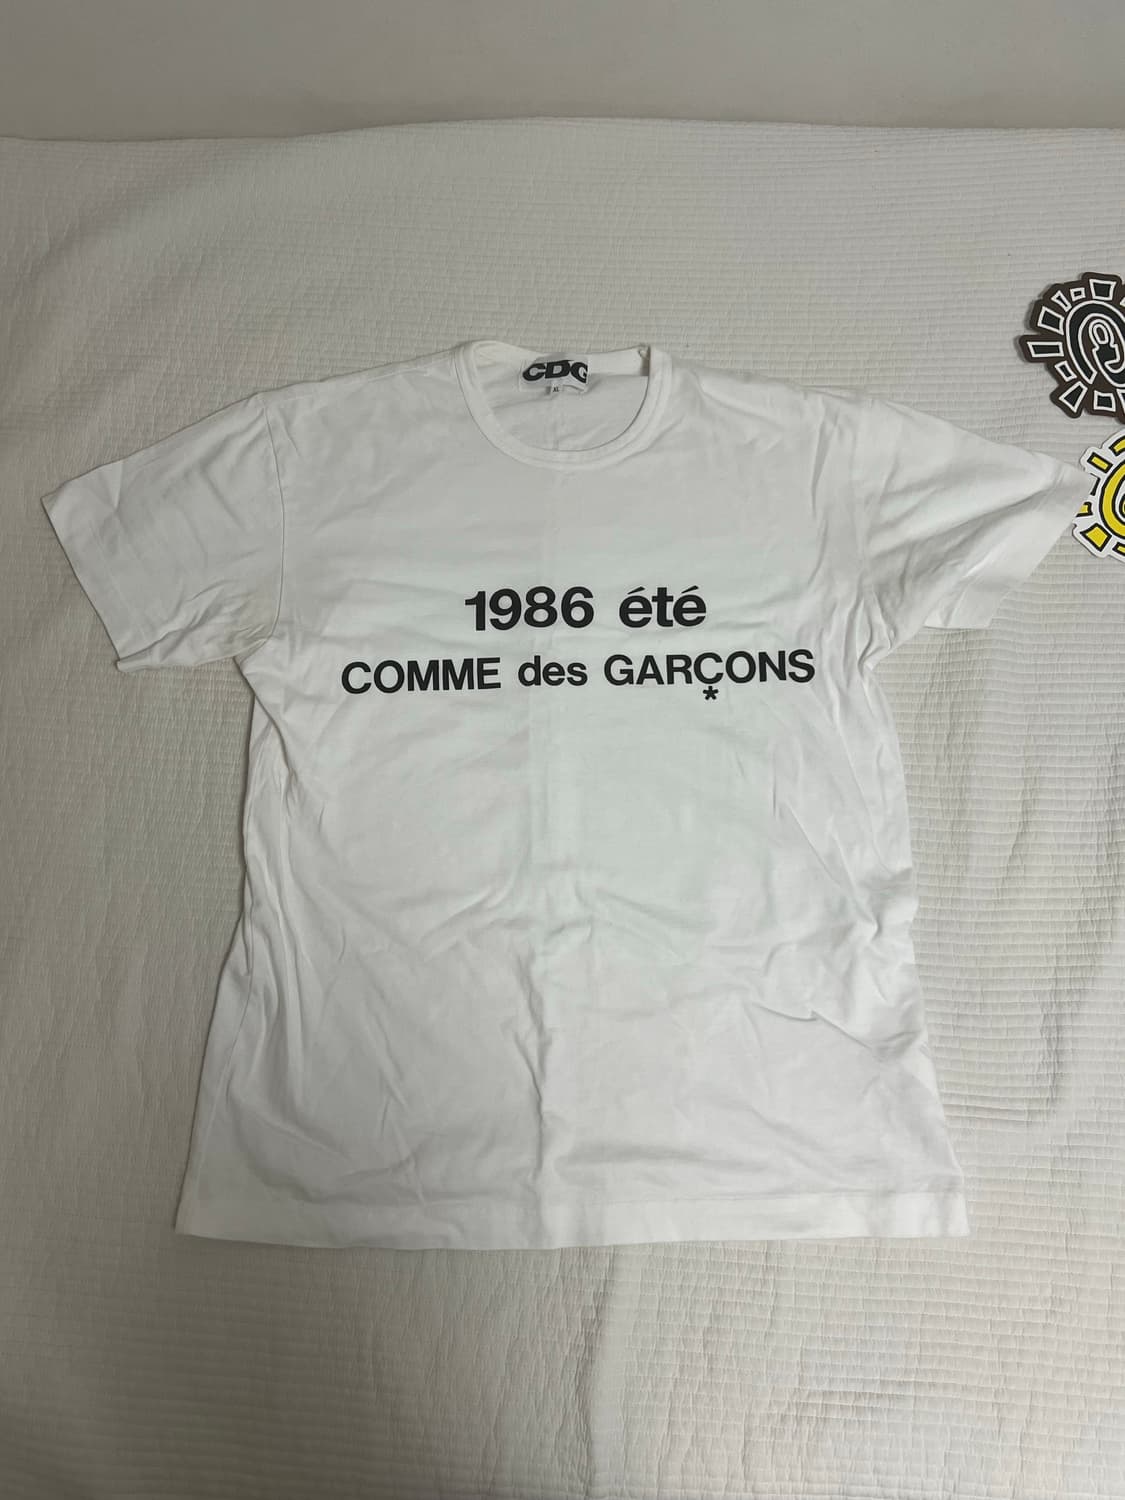 CDG
XL
1986 été
COMME des GARÇONS
*